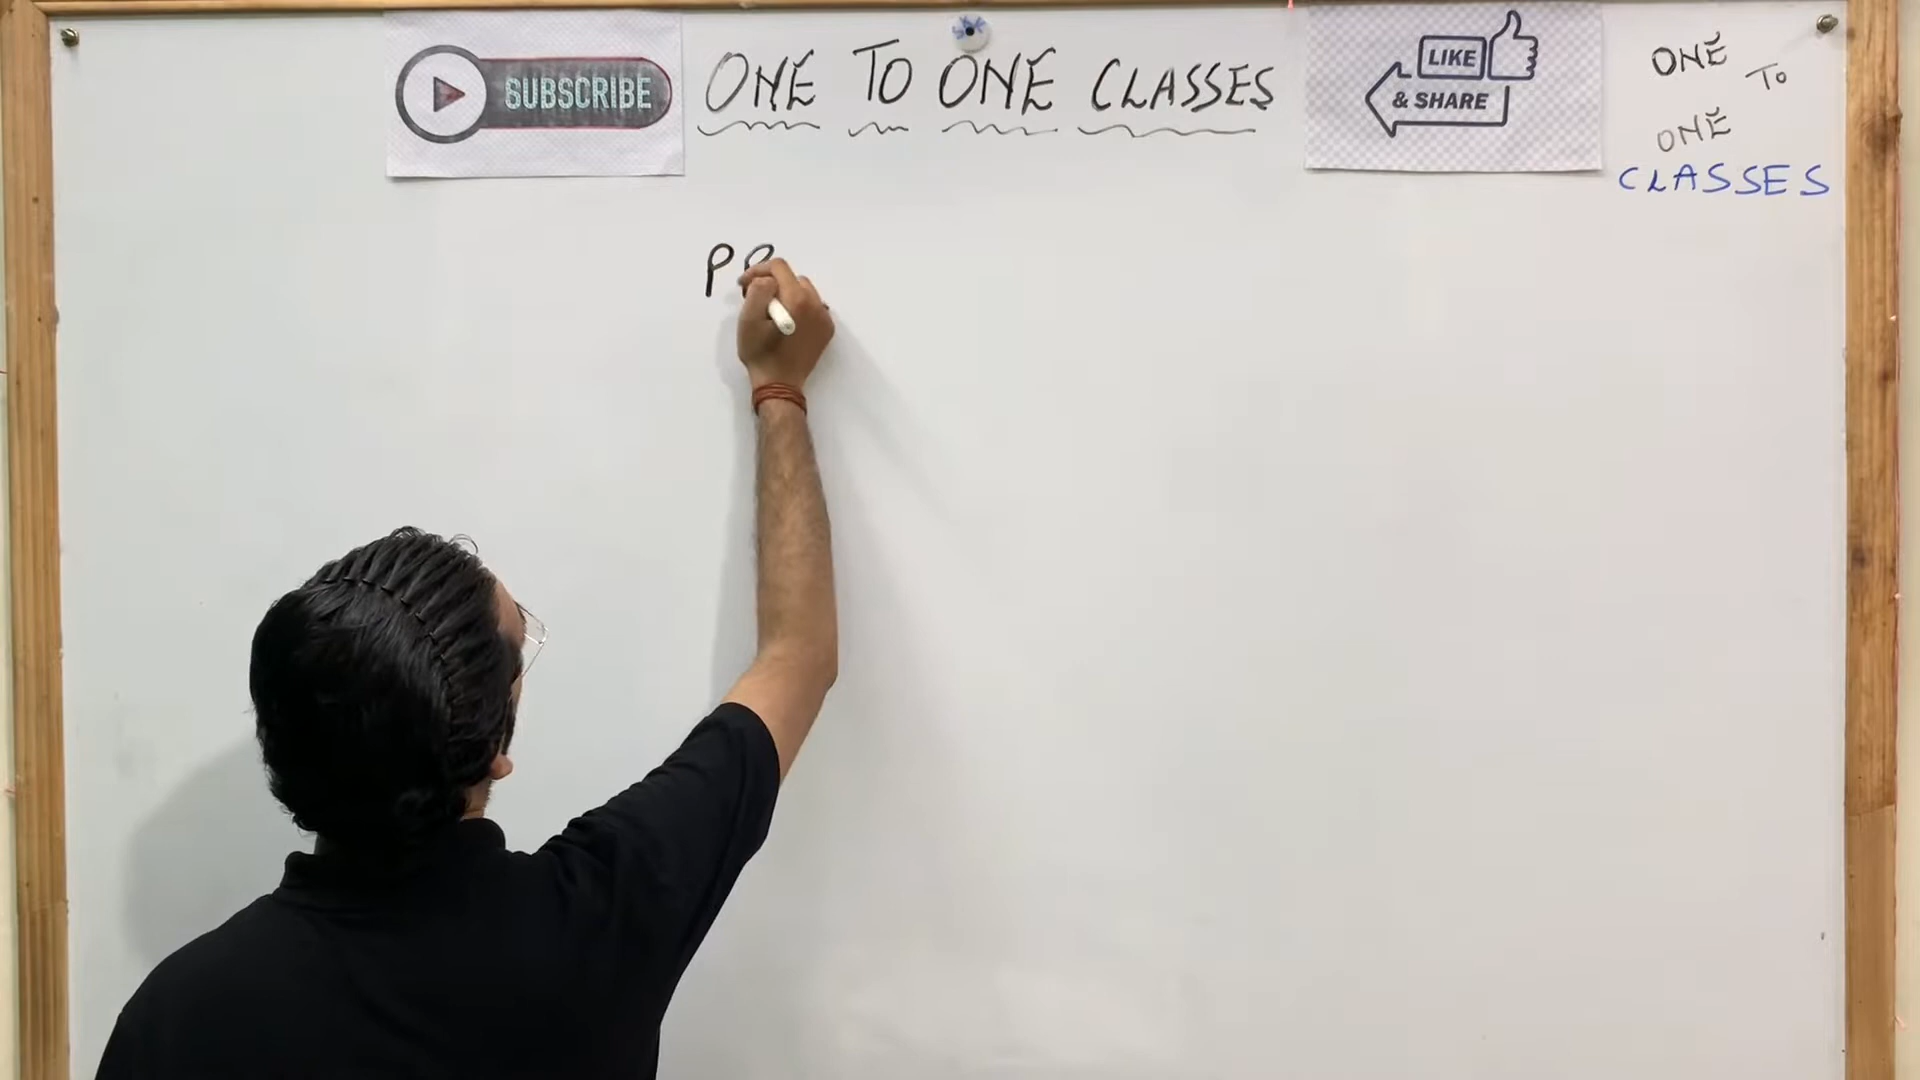 SUBSCRIBE
ONE TO ONE CLASSES
LIKE
& SHARE
ONE
TO
ONE
CLASSES